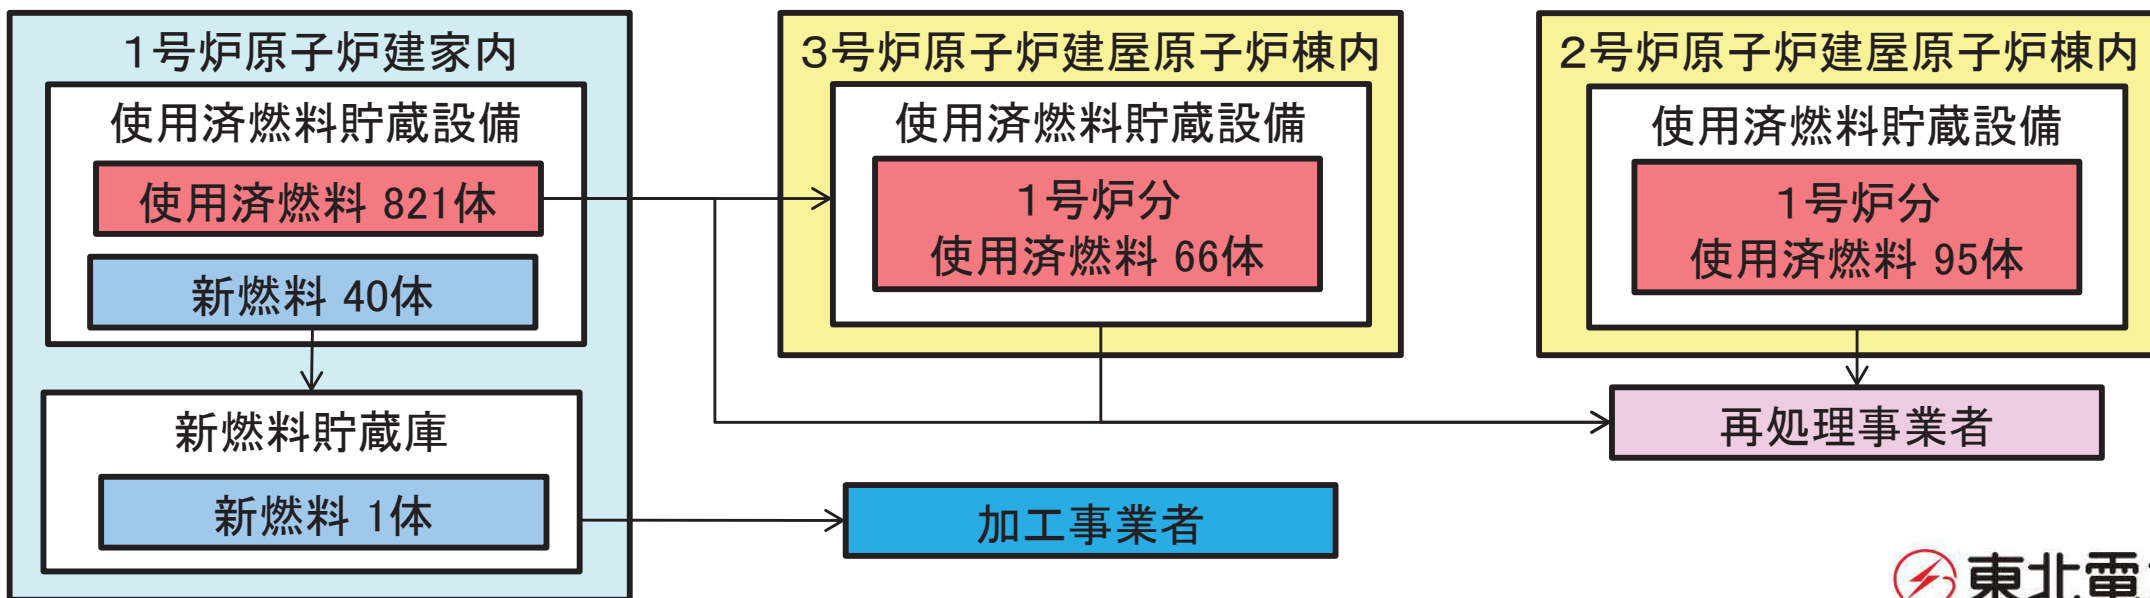 1号炉原子炉建家内
使用済燃料貯蔵設備
使用済燃料 821体
新燃料 40体
新燃料貯蔵庫
新燃料 1体
3号炉原子炉建屋原子炉棟内
使用済燃料貯蔵設備
1号炉分
使用済燃料 66体
2号炉原子炉建屋原子炉棟内
使用済燃料貯蔵設備
1号炉分
使用済燃料 95体
再処理事業者
加工事業者
東北電